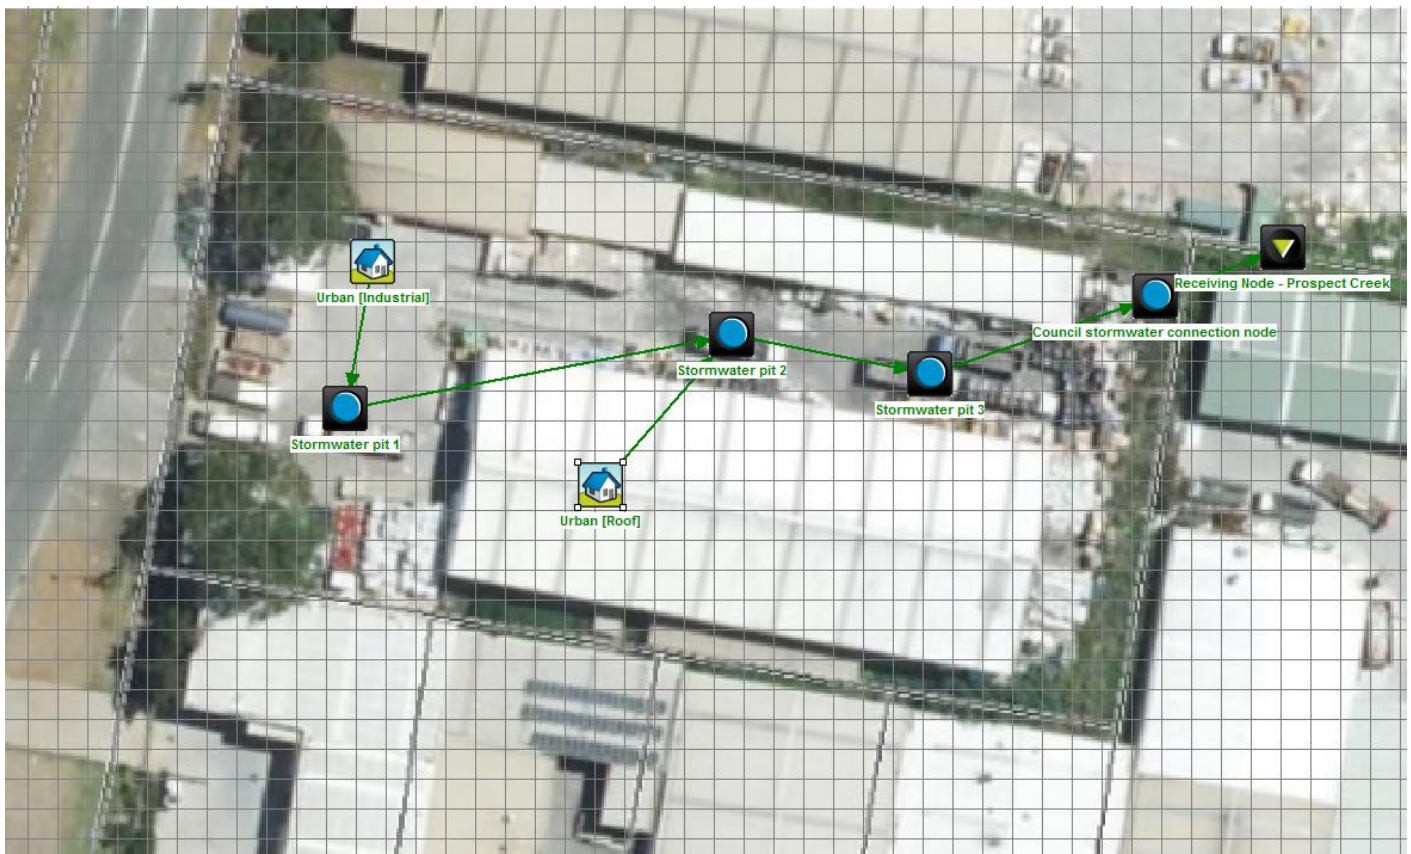 Urban [Industrial]
Receiving Node - Prospect Creek
Council stormwater connection node
Stormwater pit 2
Stormwater pit 3
Stormwater pit 1
Urban [Roof]